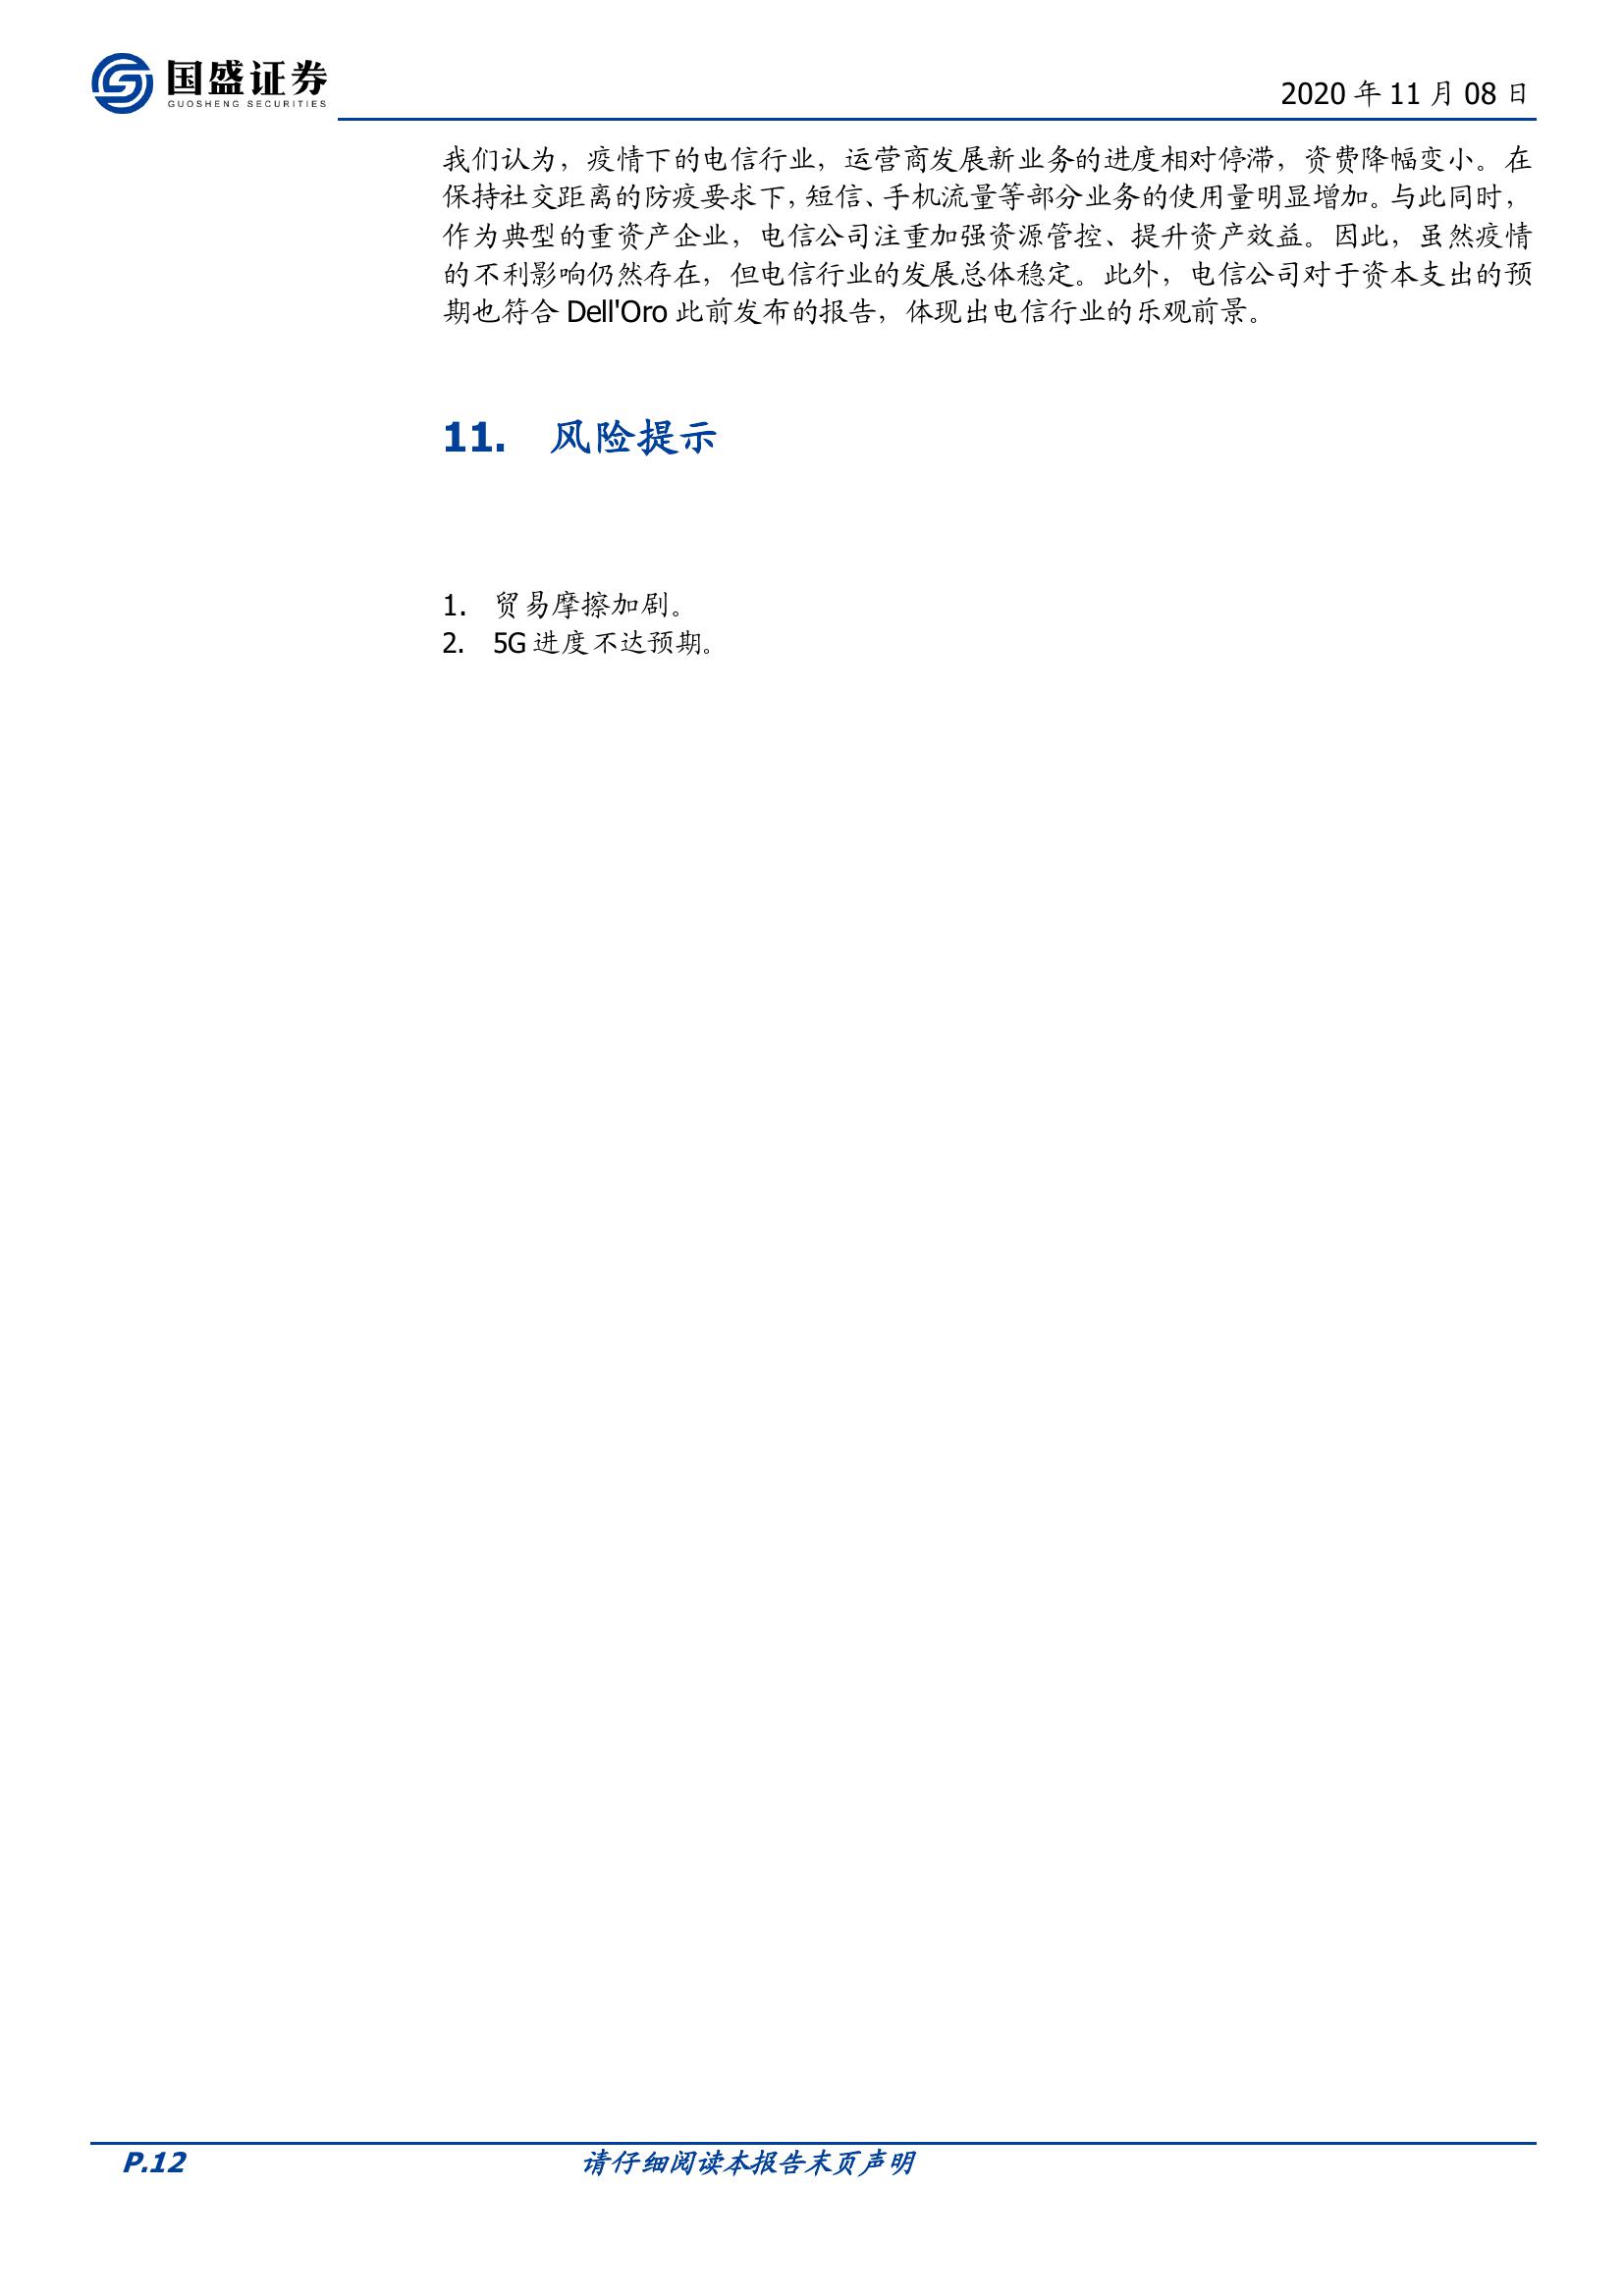 国盛证券
GUOSHENG SECURITIES
2020 年 11 月 08 日
我们认为，疫情下的电信行业，运营商发展新业务的进度相对停滞，资费降幅变小。在
保持社交距离的防疫要求下，短信、手机流量等部分业务的使用量明显增加。与此同时，
作为典型的重资产企业，电信公司注重加强资源管控、提升资产效益。因此，虽然疫情
的不利影响仍然存在，但电信行业的发展总体稳定。此外，电信公司对于资本支出的预
期也符合 Dell'Oro 此前发布的报告，体现出电信行业的乐观前景。
11. 风险提示
1. 贸易摩擦加剧。
2. 5G 进度不达预期。
P.12 请仔细阅读本报告末页声明